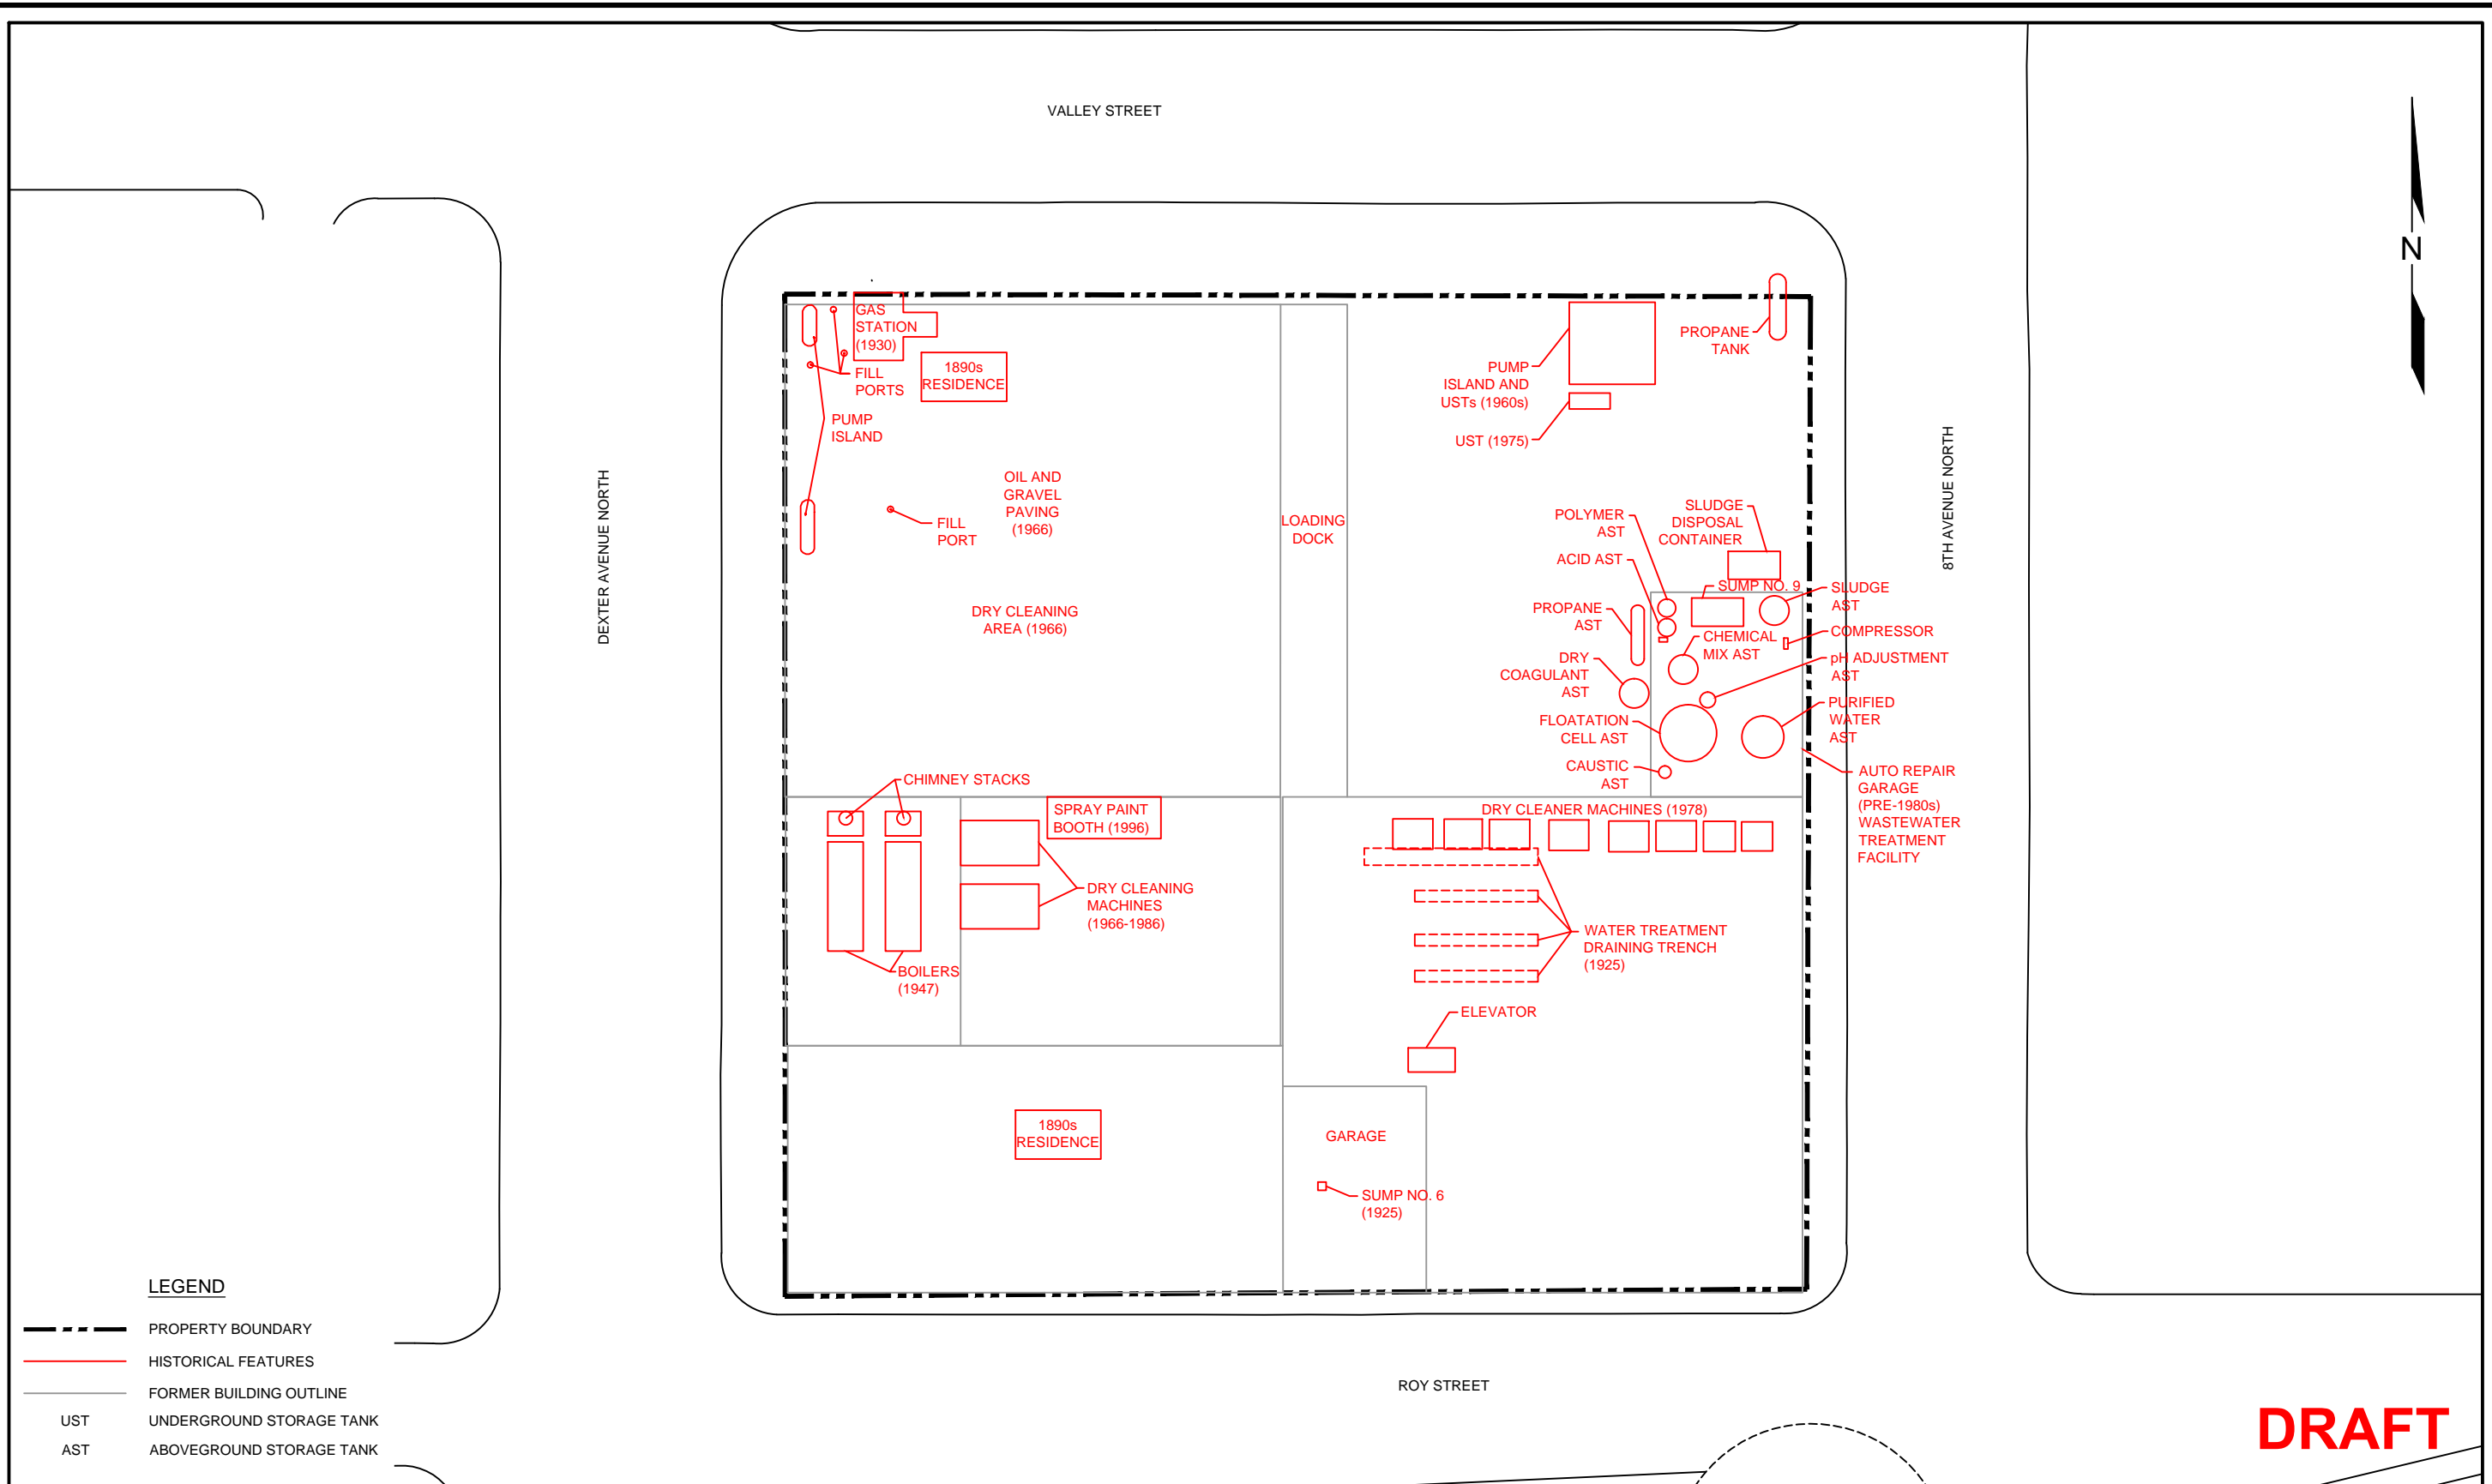 VALLEY STREET
N
GAS
STATION
(1930)
1890s
RESIDENCE
FILL
PORTS
PUMP
ISLAND
PROPANE
TANK
PUMP
ISLAND AND
USTs (1960s)
UST (1975)
DEXTER AVENUE NORTH
8TH AVENUE NORTH
OIL AND
GRAVEL
PAVING
(1966)
FILL
PORT
LOADING
DOCK
DRY CLEANING
AREA (1966)
POLYMER
AST
SLUDGE
DISPOSAL
CONTAINER
ACID AST
SUMP NO. 9
SLUDGE
AST
PROPANE
AST
CHEMICAL
MIX AST
COMPRESSOR
DRY
COAGULANT
AST
pH ADJUSTMENT
AST
FLOATATION
CELL AST
PURIFIED
WATER
AST
CAUSTIC
AST
AUTO REPAIR
GARAGE
(PRE-1980s)
WASTEWATER
TREATMENT
FACILITY
CHIMNEY STACKS
SPRAY PAINT
BOOTH (1996)
DRY CLEANER MACHINES (1978)
DRY CLEANING
MACHINES
(1966-1986)
WATER TREATMENT
DRAINING TRENCH
(1925)
BOILERS
(1947)
ELEVATOR
1890s
RESIDENCE
GARAGE
SUMP NO. 6
(1925)
LEGEND
PROPERTY BOUNDARY
HISTORICAL FEATURES
FORMER BUILDING OUTLINE
UST UNDERGROUND STORAGE TANK
AST ABOVEGROUND STORAGE TANK
ROY STREET
DRAFT